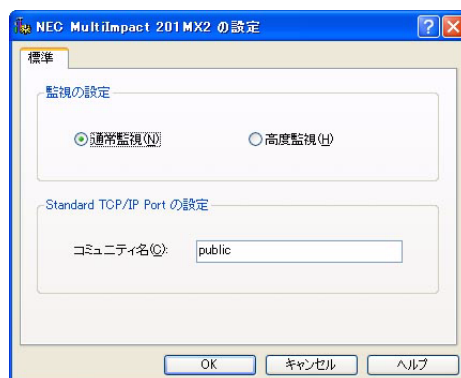 NEC MultiImpact 201MX2 の設定
標準
監視の設定
通常監視(N)
高度監視(H)
Standard TCP/IP Port の設定
コミュニティ名(C):
public
OK
キャンセル
ヘルプ